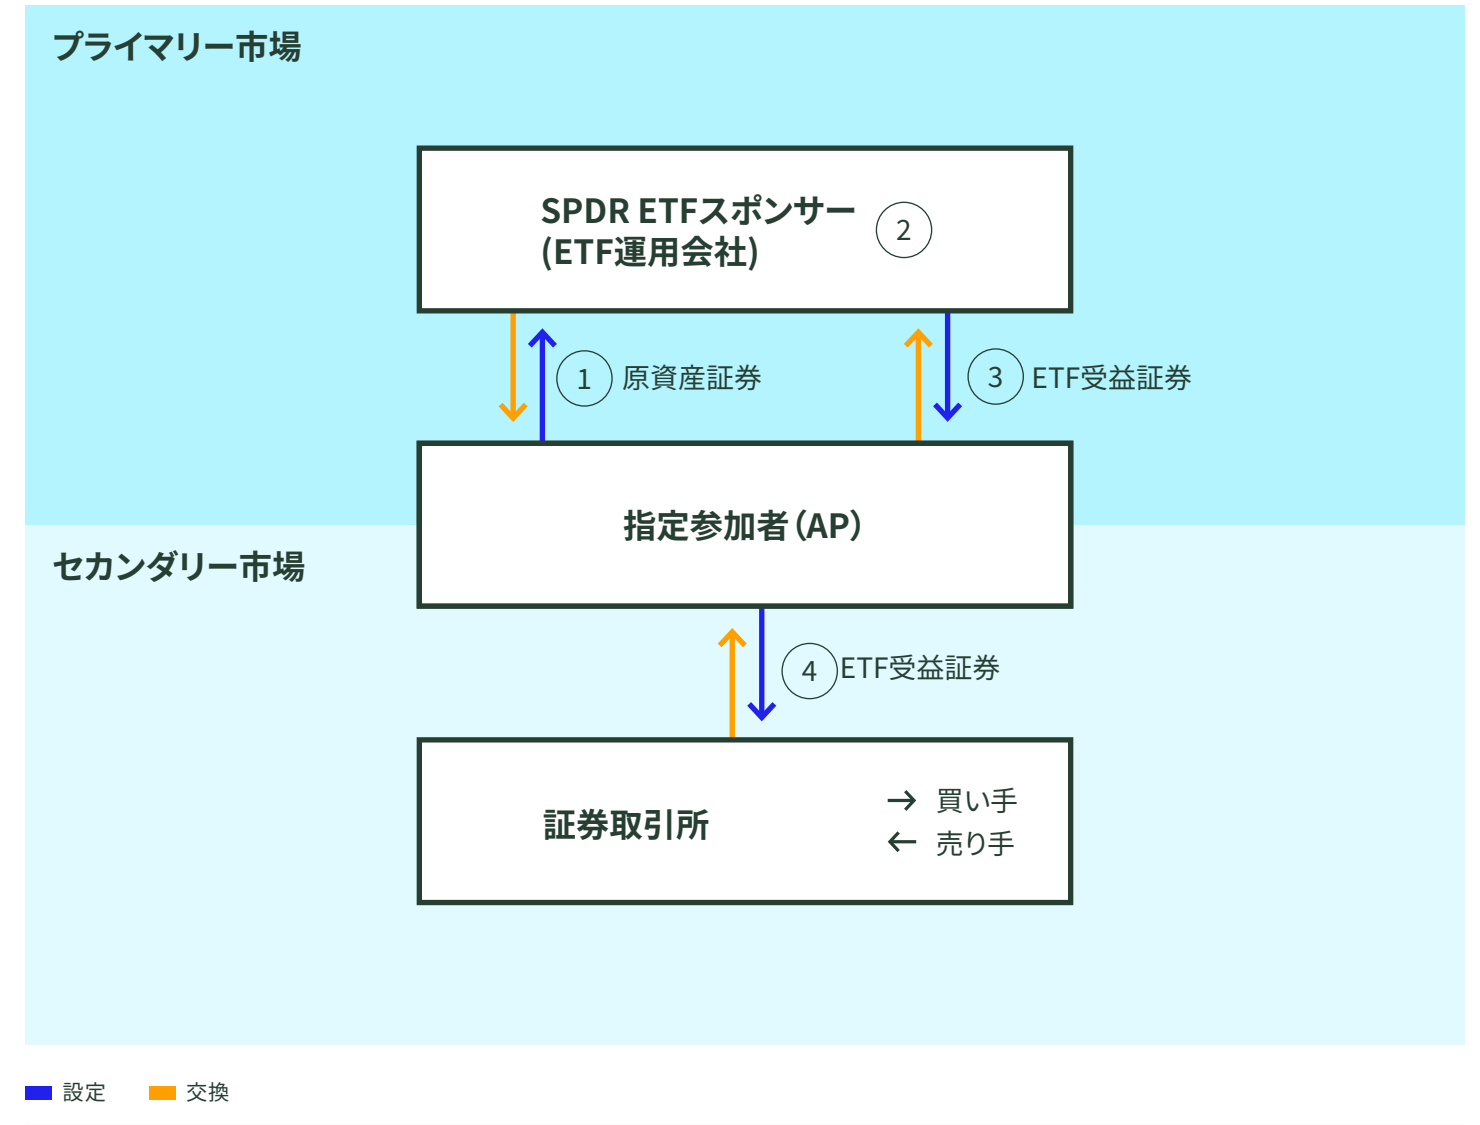 プライマリー市場
SPDR ETFスポンサー
(ETF運用会社)
2
1
原資産証券
3
ETF受益証券
指定参加者(AP)
セカンダリー市場
4
ETF受益証券
証券取引所
→ 買い手
← 売り手
設定
交換